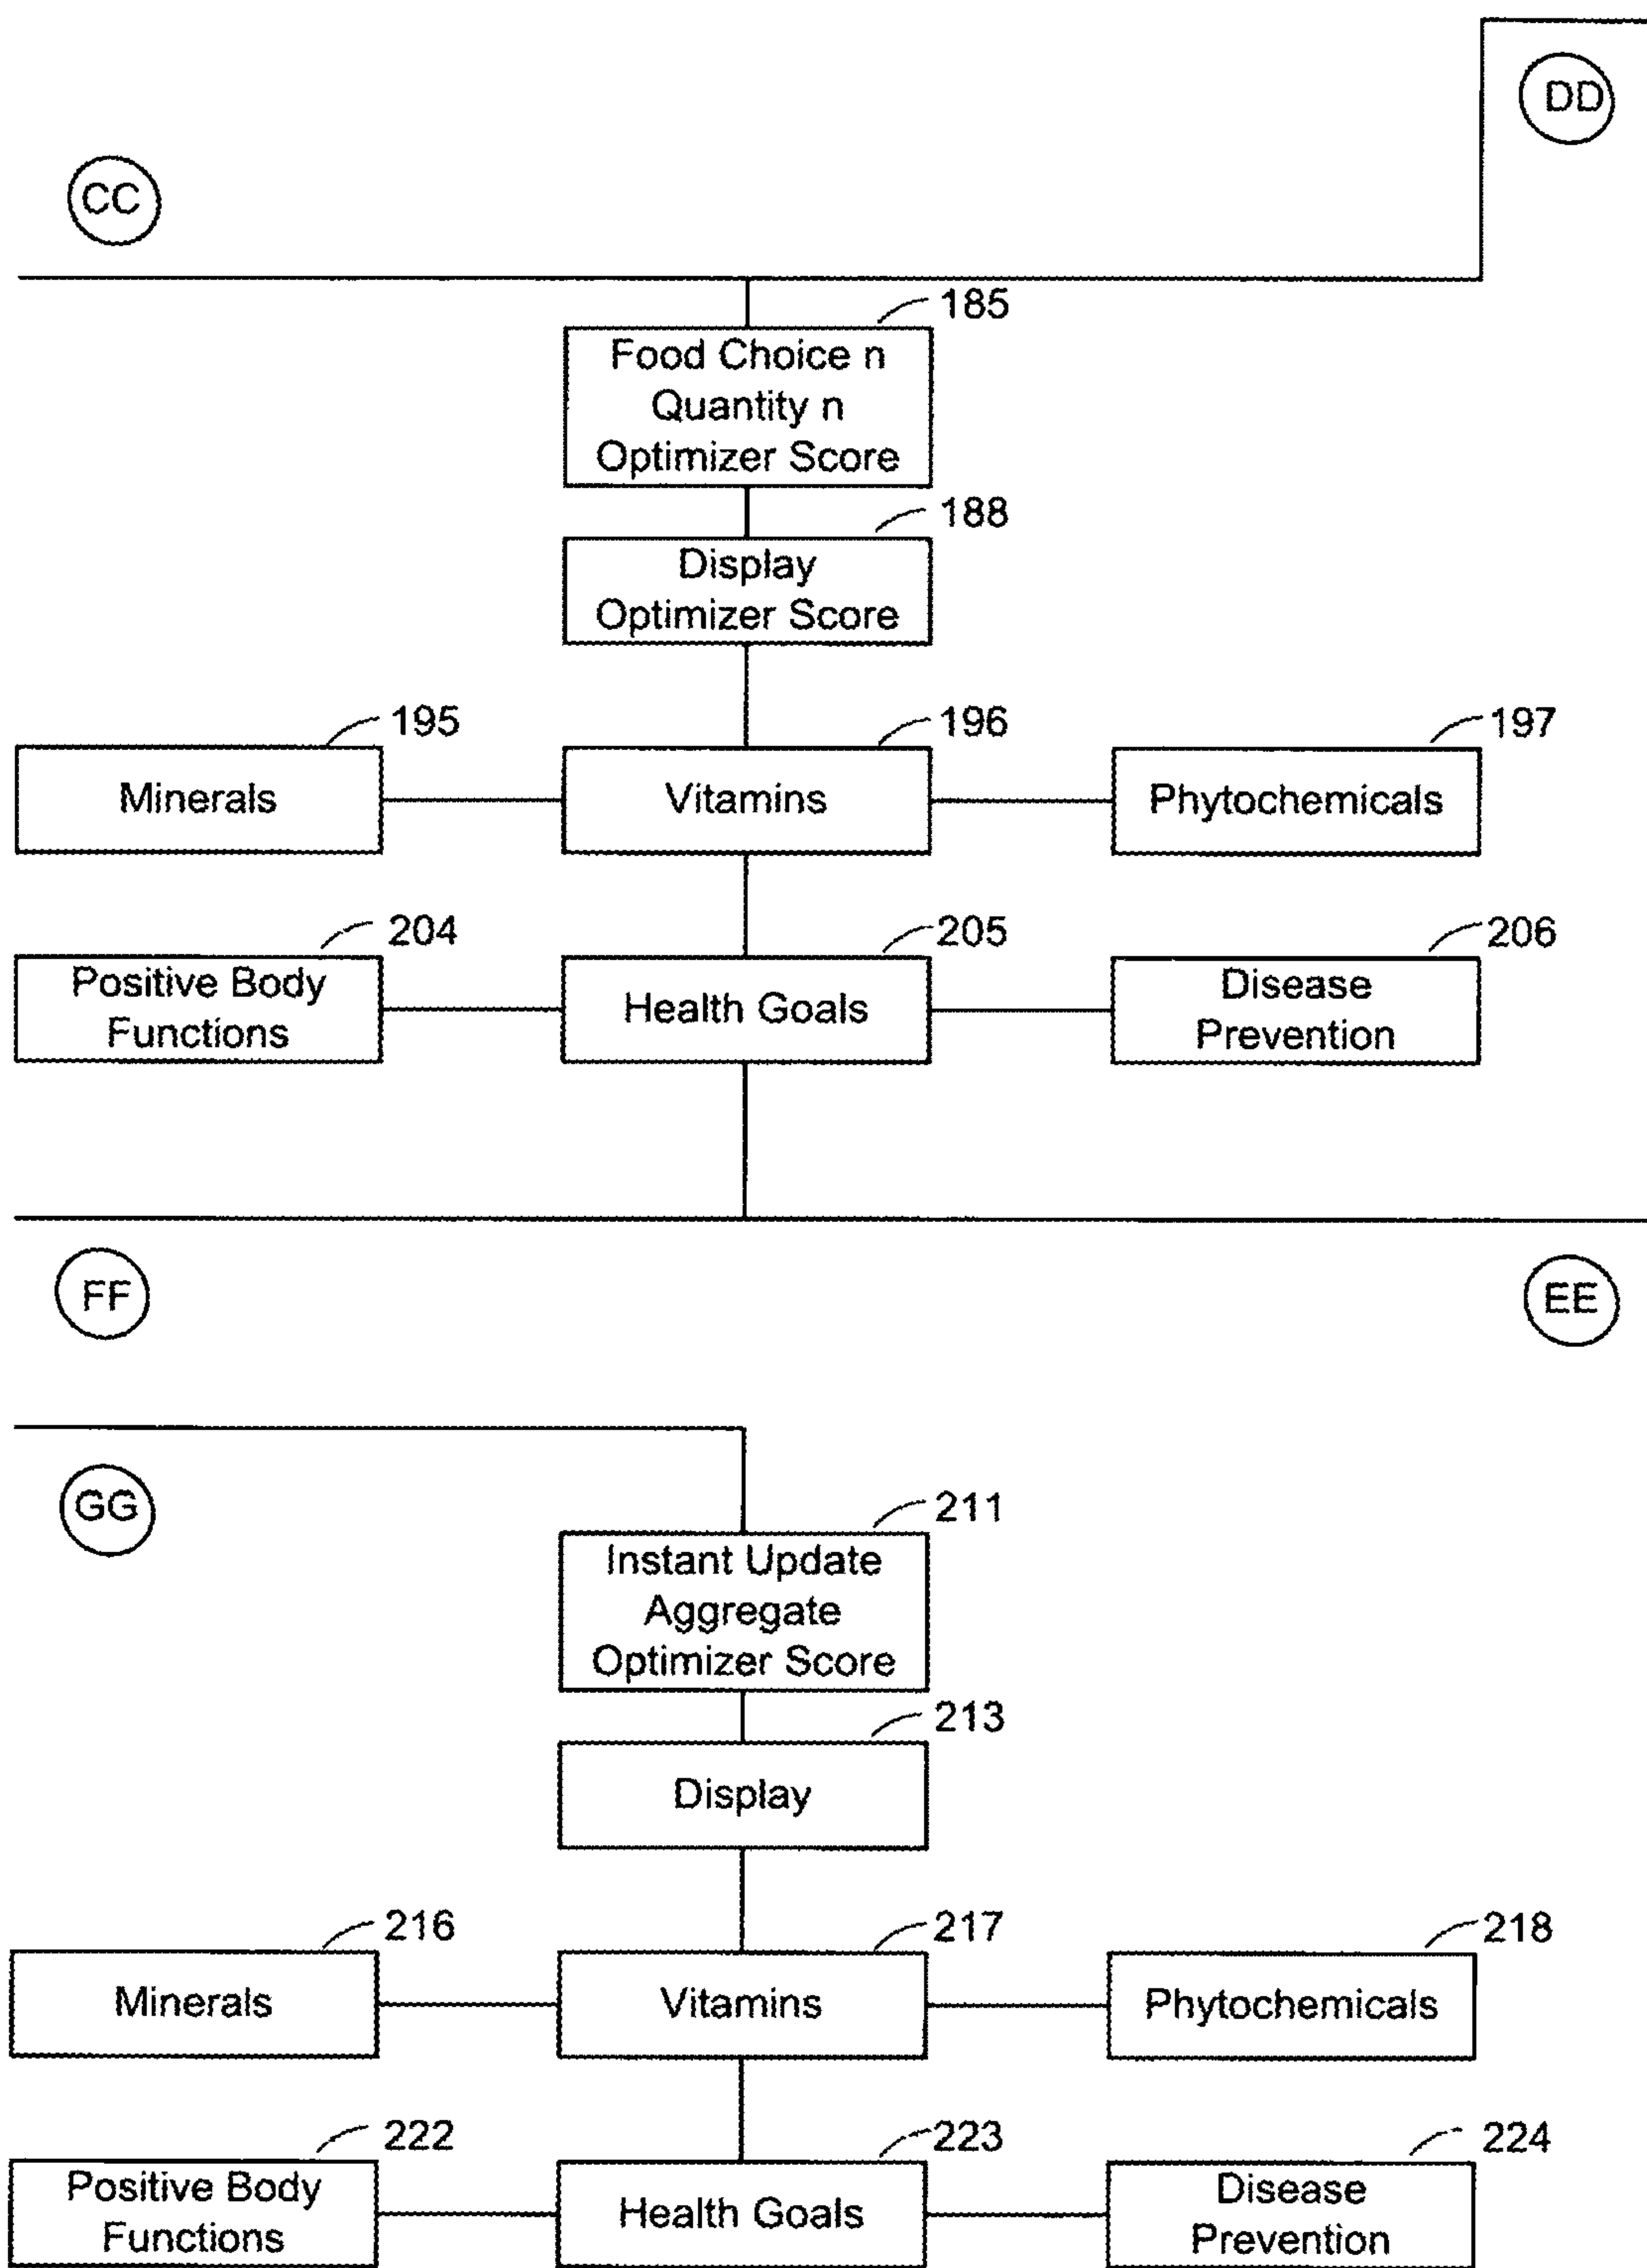 DD
CC
185
Food Choice n
Quantity n
Optimizer Score
188
Display
Optimizer Score
195
196
197
Minerals
Vitamins
Phytochemicals
204
205
206
Positive Body
Functions
Health Goals
Disease
Prevention
FF
EE
GG
211
Instant Update
Aggregate
Optimizer Score
213
Display
216
217
218
Minerals
Vitamins
Phytochemicals
222
223
224
Positive Body
Functions
Health Goals
Disease
Prevention